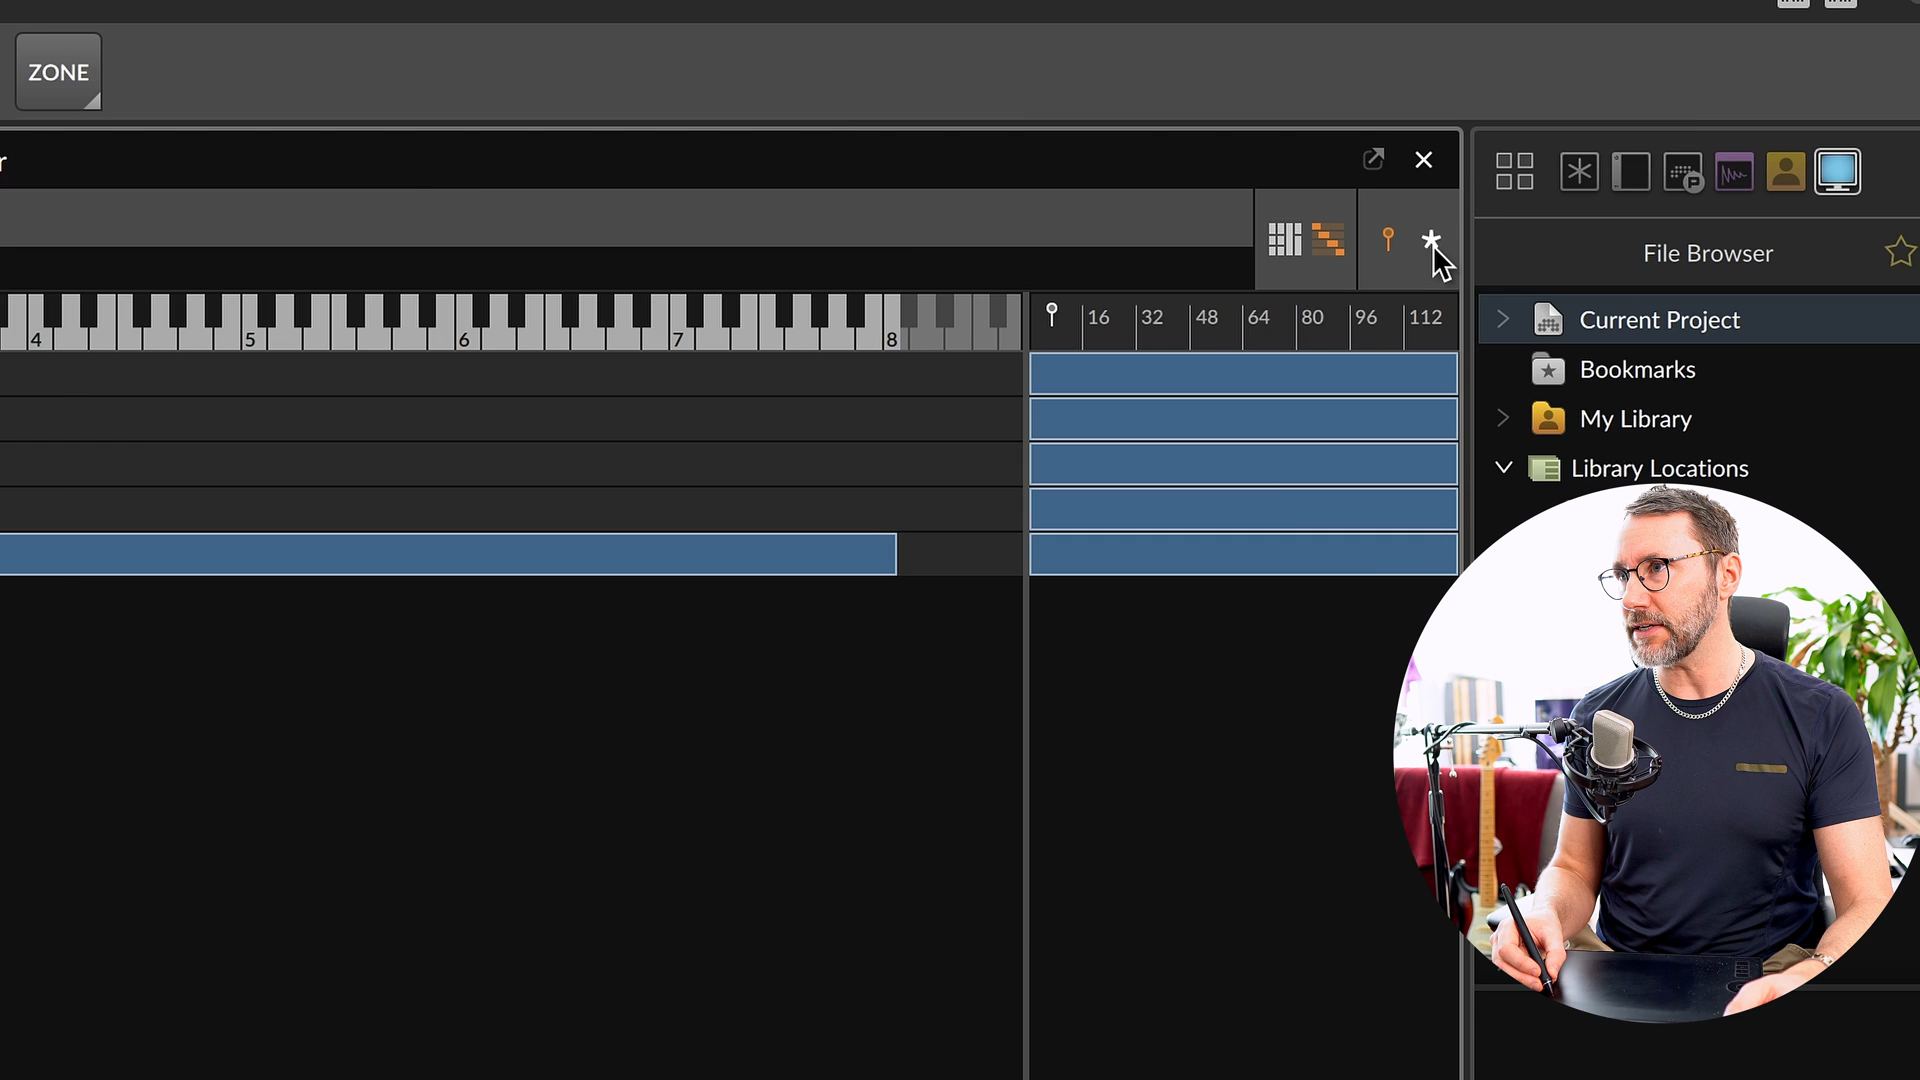 ZONE
r
File Browser
4
5
6
7
8
16
32
48
64
80
96
112
Current Project
Bookmarks
My Library
Library Locations